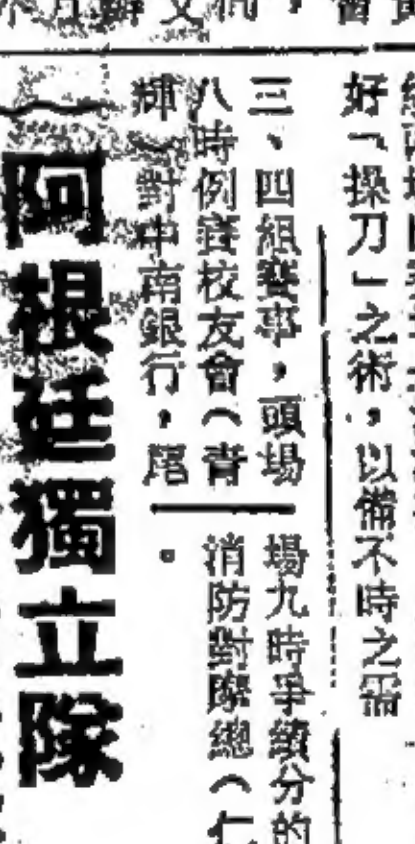 好「操刀」之術，以備不時之需
三、四組賽事，頭場
八時例賽校友會（青
輝）對中南銀行，尾
場九時爭績分的
消防對總（仁
。
阿根廷獨立隊